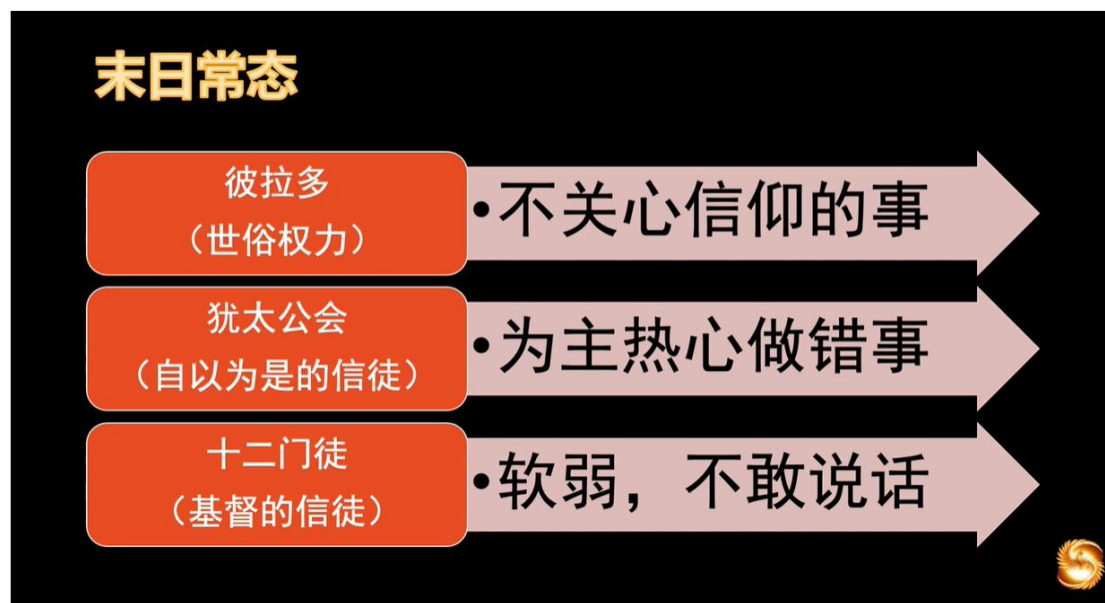 末日常态
彼拉多
（世俗权力）
•不关心信仰的事
犹太公会
（自以为是的信徒）
•为主热心做错事
十二门徒
（基督的信徒）
•软弱，不敢说话